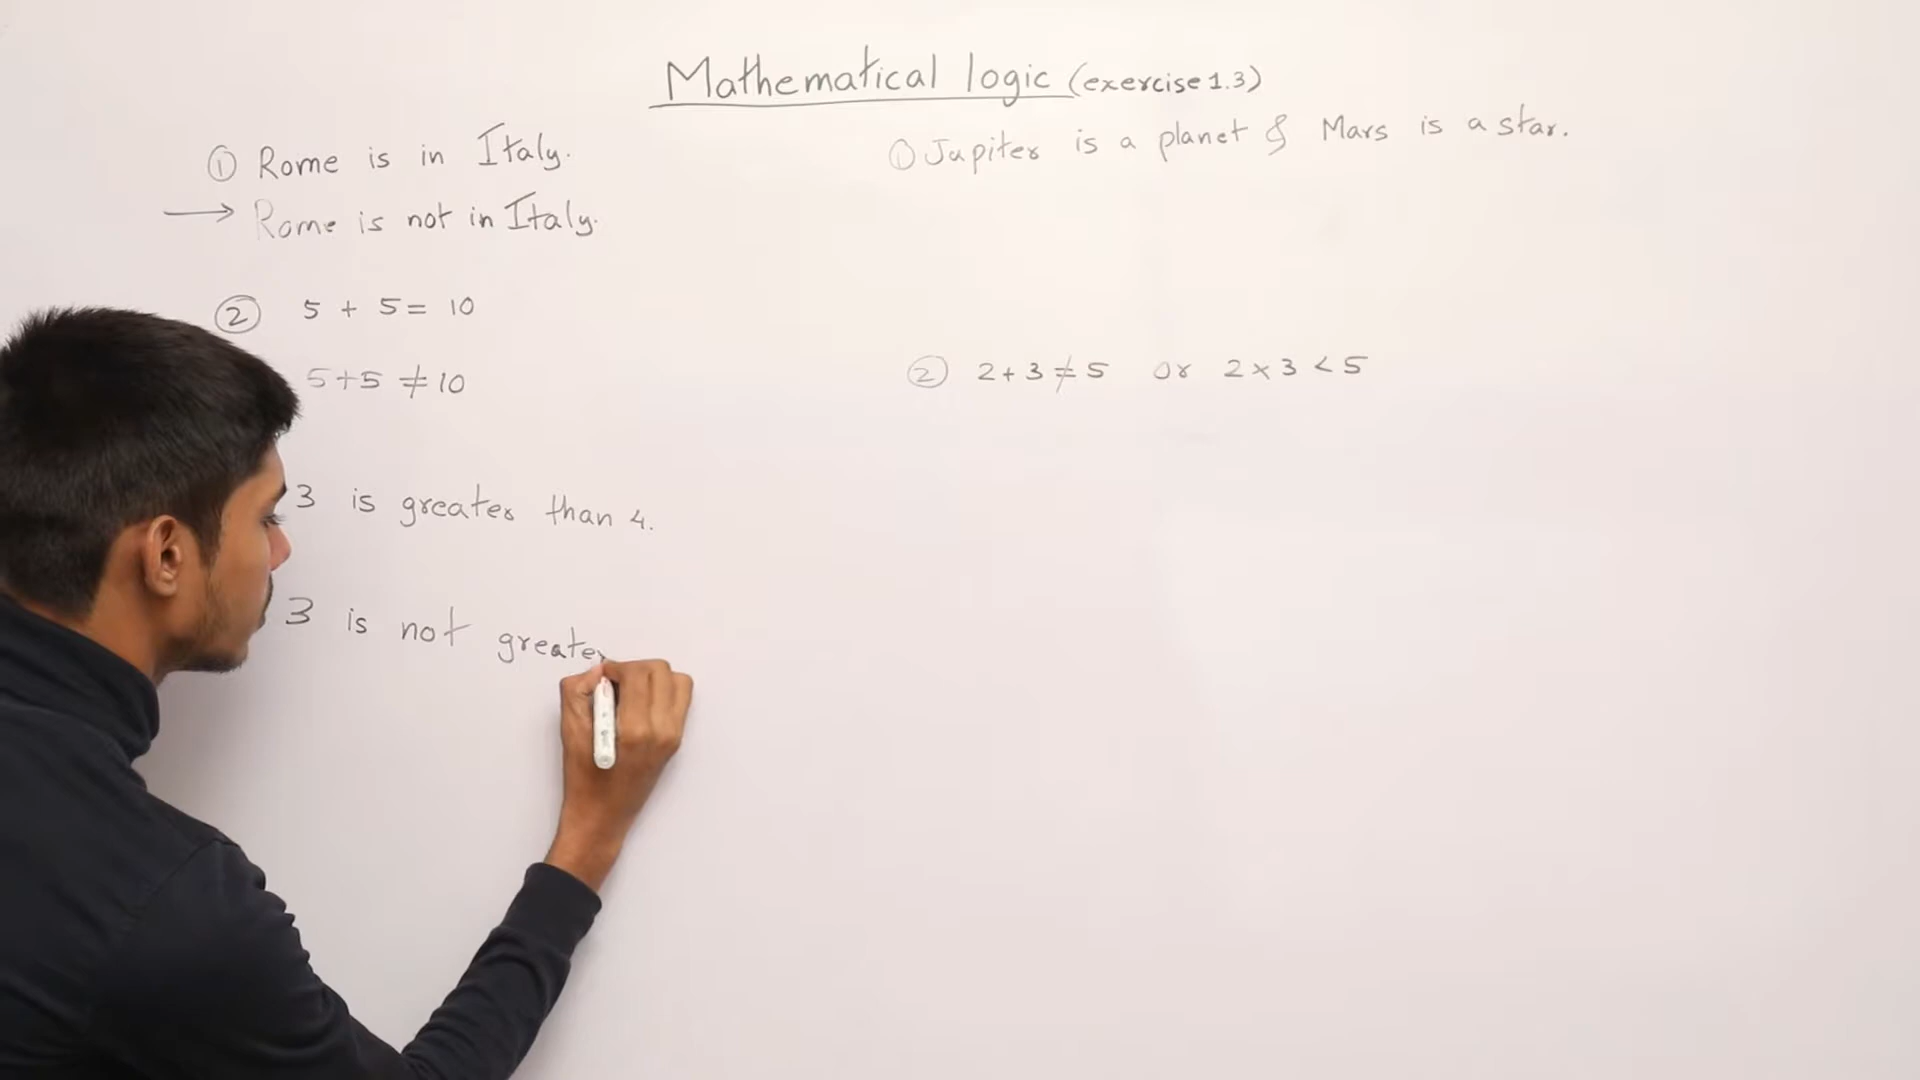 Mathematical logic (exercise 1.3)
① Rome is in Italy.
→ Rome is not in Italy.
② 5 + 5 = 10
5+5 ≠ 10
3 is greater than 4.
3 is not greater
① Jupiter is a planet & Mars is a star.
② 2+3 ≠ 5 or 2×3 < 5